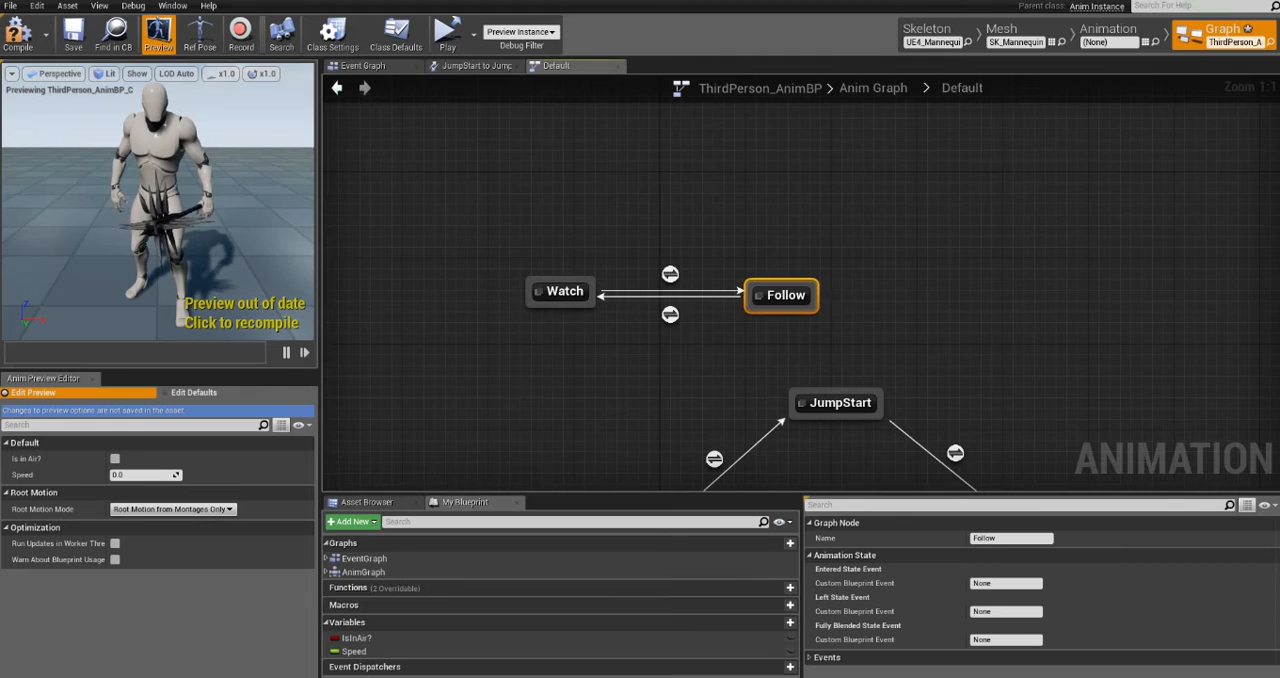 File Edit Asset View Debug Window Help
Parent class: Anim Instance Search For Help
Compile Save Find in CB Preview Ref Pose Record Search Class Settings Class Defaults Play
Preview Instance
Debug Filter
Skeleton
UE4_Mannequi
Mesh
SK_Mannequin
Animation
(None)
Graph
ThirdPerson_A
Perspective Lit Show LOD Auto x1.0 x1.0
Previewing ThirdPerson_AnimBP_C
Preview out of date
Click to recompile
Event Graph JumpStart to Jump Default
ThirdPerson_AnimBP > Anim Graph > Default
Zoom 1:1
Watch
Follow
JumpStart
ANIMATION
Anim Preview Editor
Edit Preview Edit Defaults
Changes to preview options are not saved in the asset.
Search
Default
Is in Air?
Speed 0.0
Root Motion
Root Motion Mode Root Motion from Montages Only
Optimization
Run Updates in Worker Thre
Warn About Blueprint Usage
Asset Browser My Blueprint
Add New Search
Graphs
EventGraph
AnimGraph
Functions (2 Overridable)
Macros
Variables
IsInAir?
Speed
Event Dispatchers
Search
Graph Node
Name Follow
Animation State
Entered State Event
Custom Blueprint Event None
Left State Event
Custom Blueprint Event None
Fully Blended State Event
Custom Blueprint Event None
Events